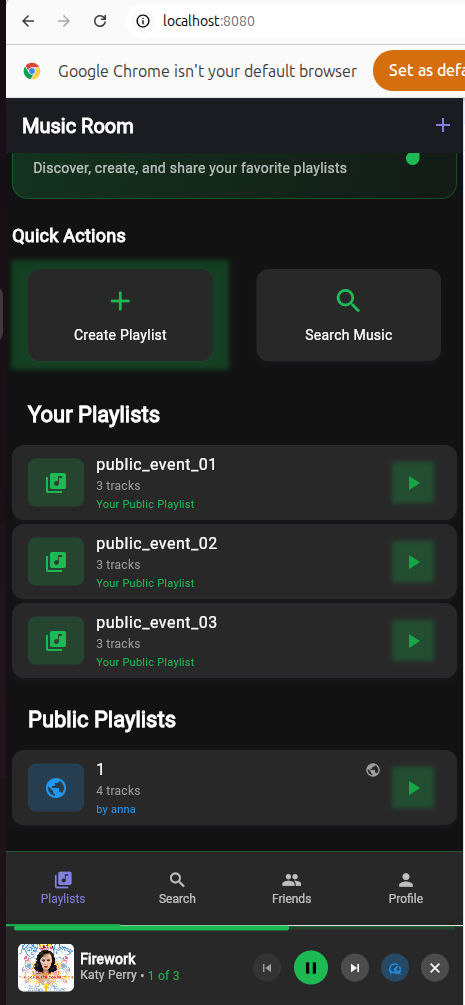 localhost:8080
Google Chrome isn't your default browser
Set as defa
Music Room
Discover, create, and share your favorite playlists
Quick Actions
Create Playlist
Search Music
Your Playlists
public_event_01
3 tracks
Your Public Playlist
public_event_02
3 tracks
Your Public Playlist
public_event_03
3 tracks
Your Public Playlist
Public Playlists
1
4 tracks
by anna
Playlists
Search
Friends
Profile
Firework
Katy Perry • 1 of 3